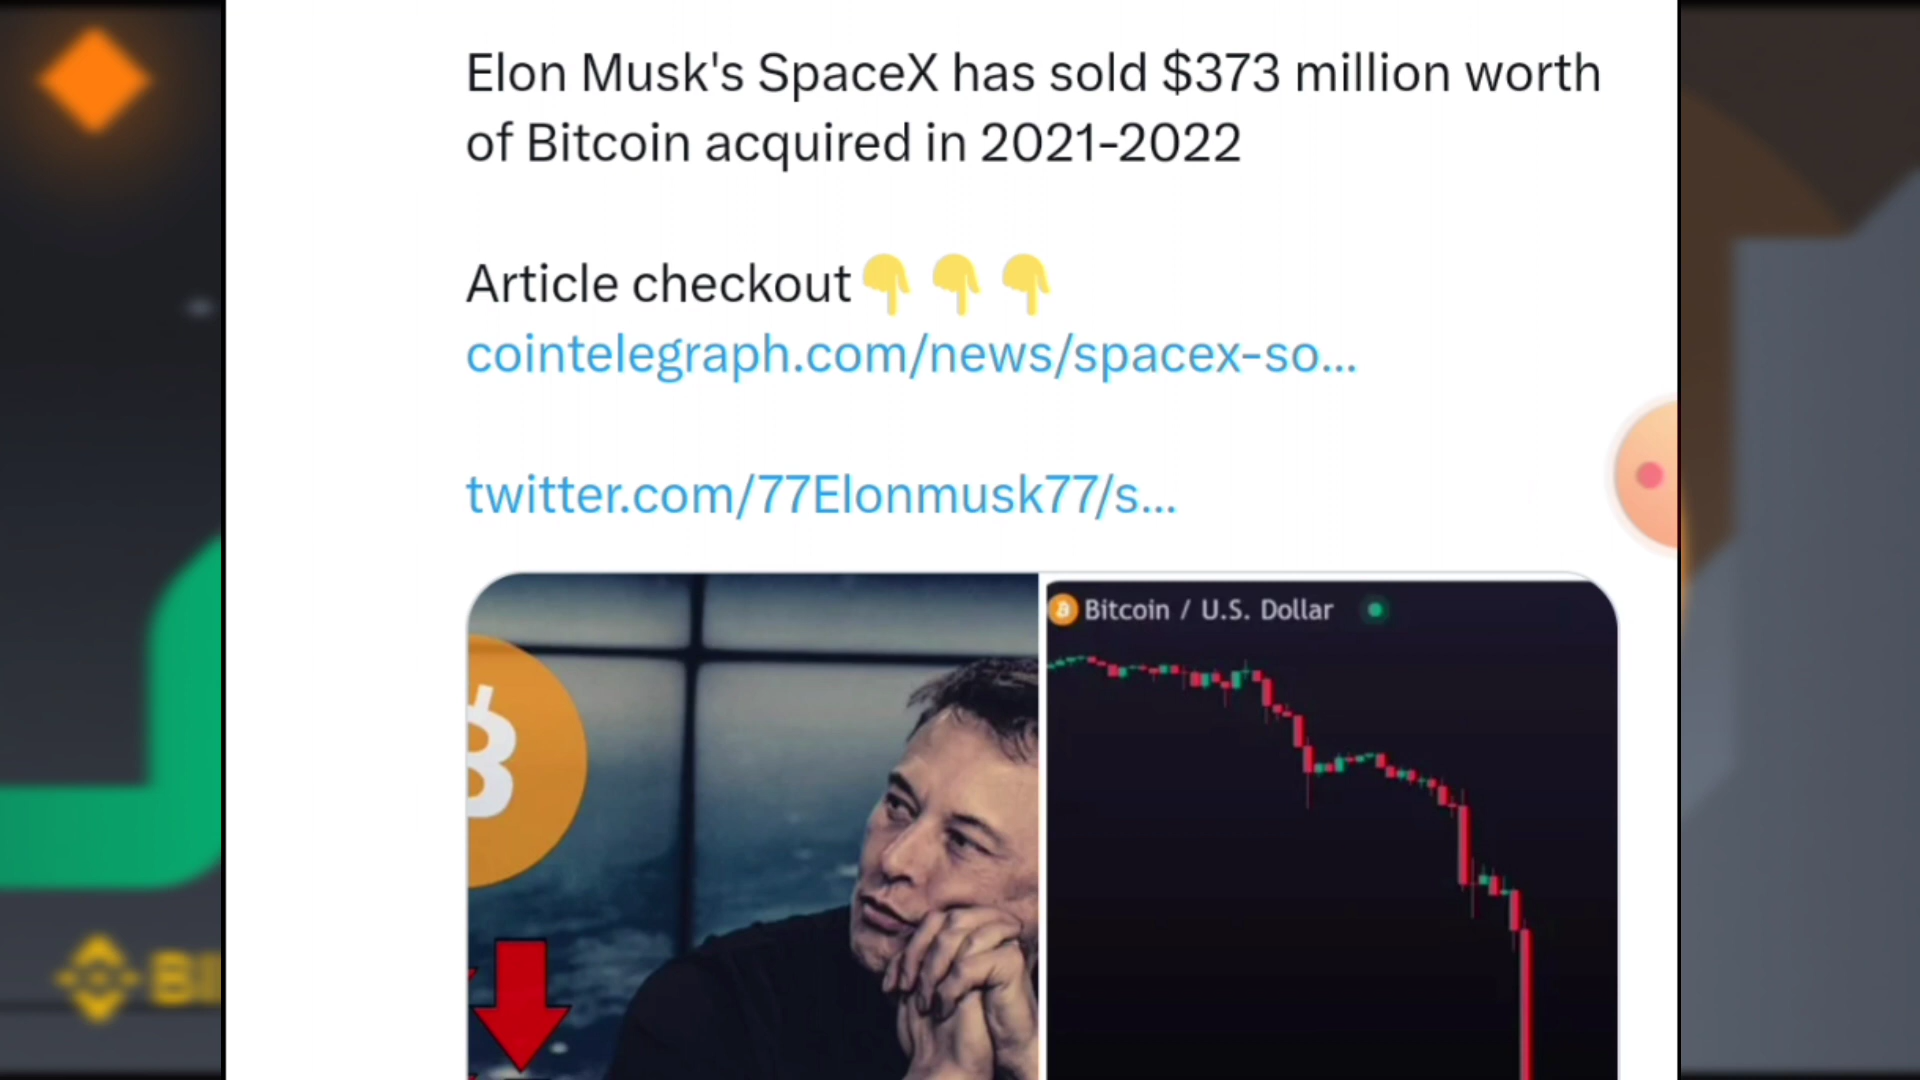 Elon Musk's SpaceX has sold $373 million worth
of Bitcoin acquired in 2021-2022
Article checkout👇👇👇
cointelegraph.com/news/spacex-so...
twitter.com/77Elonmusk77/s...
Bitcoin / U.S. Dollar
BI